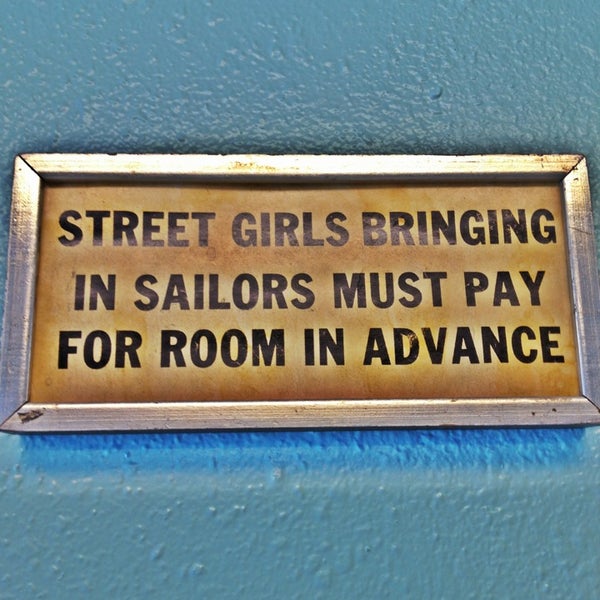 STREET GIRLS BRINGING
IN SAILORS MUST PAY
FOR ROOM IN ADVANCE